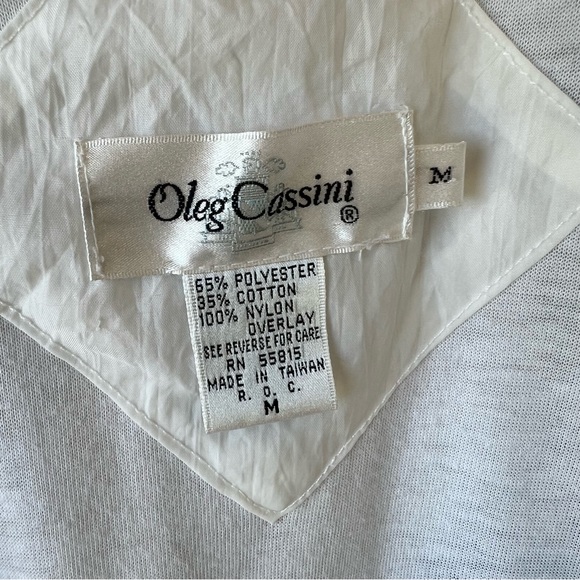 Oleg Cassini ®
M
65% POLYESTER
35% COTTON
100% NYLON
OVERLAY
SEE REVERSE FOR CARE
RN 55815
MADE IN TAIWAN
R. O. C.
M